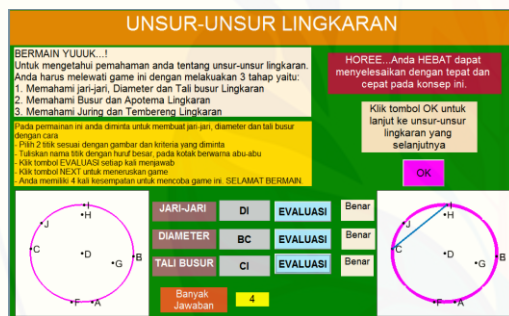 UNSUR-UNSUR LINGKARAN
BERMAIN YUUUK...!
Untuk mengetahui pemahaman anda tentang unsur-unsur lingkaran.
Anda harus melewati game ini dengan melakuakan 3 tahap yaitu:
1. Memahami jari-jari, Diameter dan Tali busur Lingkaran
2. Memahami Busur dan Apotema Lingkaran
3. Memahami Juring dan Tembereng Lingkaran
Pada permainan ini anda diminta untuk membuat jari-jari, diameter dan tali busur
dengan cara
- Pilih 2 titik sesuai dengan gambar dan kriteria yang diminta
- Tuliskan nama titik dengan huruf besar, pada kotak berwarna abu-abu
- Klik tombol EVALUASI setiap kali menjawab
- Klik tombol NEXT untuk meneruskan game
- Anda memiliki 4 kali kesempatan untuk mencoba game ini. SELAMAT BERMAIN.
HOREE...Anda HEBAT dapat
menyelesaikan dengan tepat dan
cepat pada konsep ini.
Klik tombol OK untuk
lanjut ke unsur-unsur
lingkaran yang
selanjutnya
OK
I
H
J
C
D
G
B
F
A
JARI-JARI DI EVALUASI Benar
DIAMETER BC EVALUASI Benar
TALI BUSUR CI EVALUASI Benar
Banyak
Jawaban 4
I
H
J
C
D
G
B
F
A